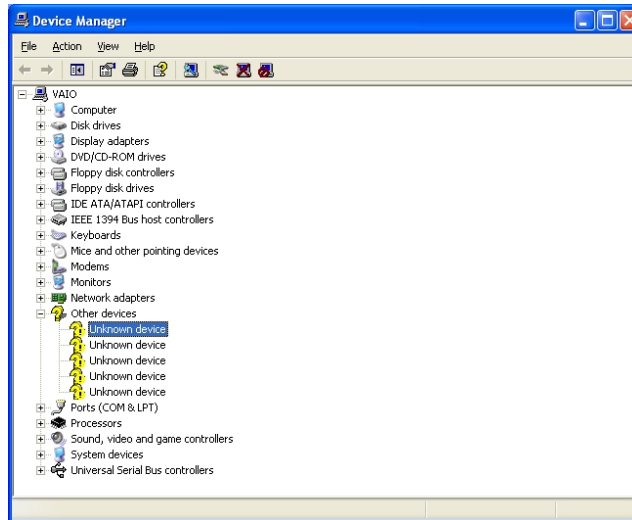 Device Manager
File Action View Help
VAIO
Computer
Disk drives
Display adapters
DVD/CD-ROM drives
Floppy disk controllers
Floppy disk drives
IDE ATA/ATAPI controllers
IEEE 1394 Bus host controllers
Keyboards
Mice and other pointing devices
Modems
Monitors
Network adapters
Other devices
Unknown device
Unknown device
Unknown device
Unknown device
Unknown device
Ports (COM & LPT)
Processors
Sound, video and game controllers
System devices
Universal Serial Bus controllers